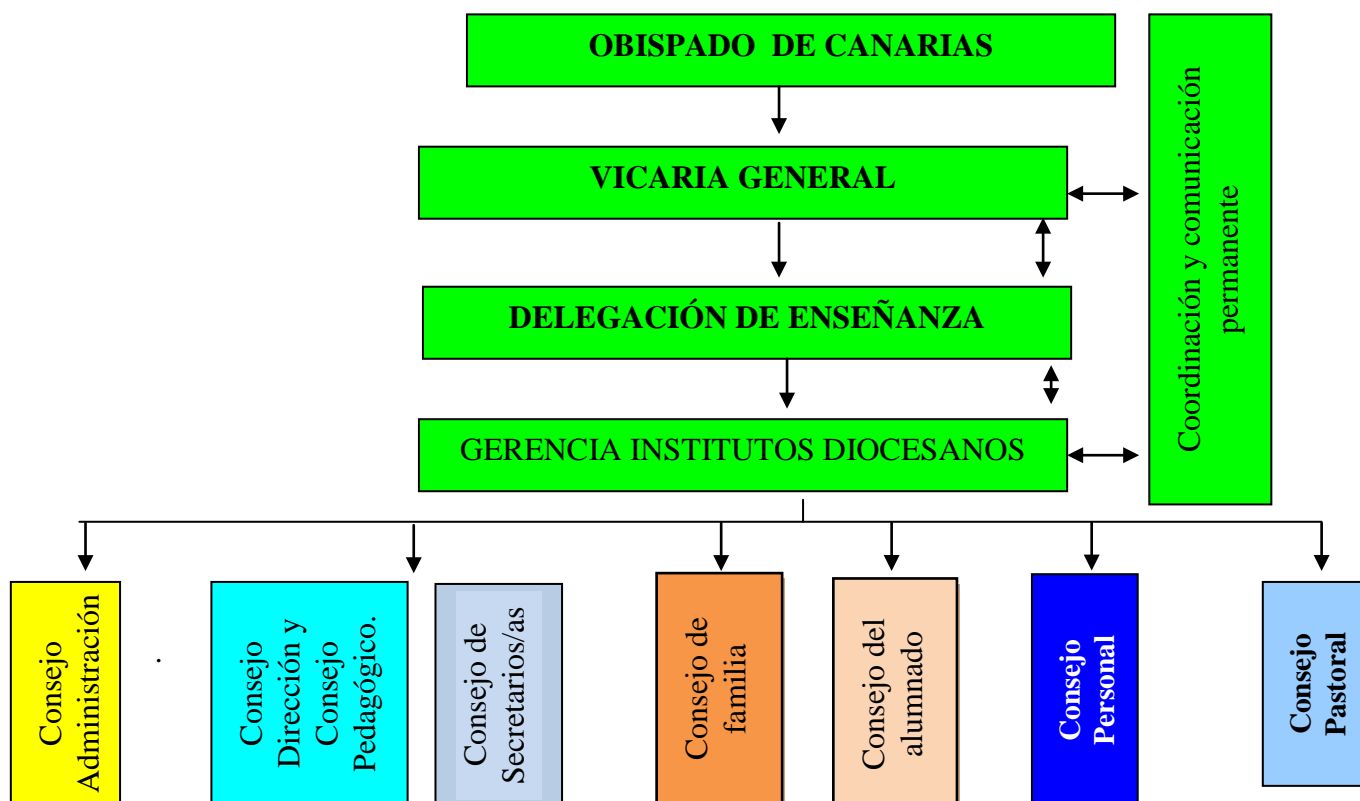 OBISPADO DE CANARIAS
VICARIA GENERAL
DELEGACIÓN DE ENSEÑANZA
GERENCIA INSTITUTOS DIOCESANOS
Coordinación y comunicación
permanente
Consejo
Administración
.
Consejo
Dirección y
Consejo
Pedagógico.
Consejo de
Secretarios/as
Consejo de
familia
Consejo del
alumnado
Consejo
Personal
Consejo
Pastoral